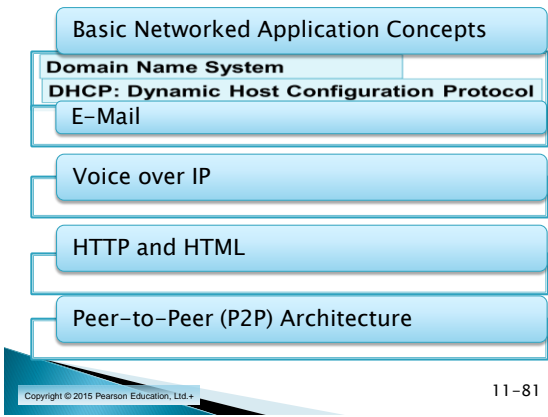 Basic Networked Application Concepts
Domain Name System
DHCP: Dynamic Host Configuration Protocol
E-Mail
Voice over IP
HTTP and HTML
Peer-to-Peer (P2P) Architecture
Copyright © 2015 Pearson Education, Ltd.+
11-81